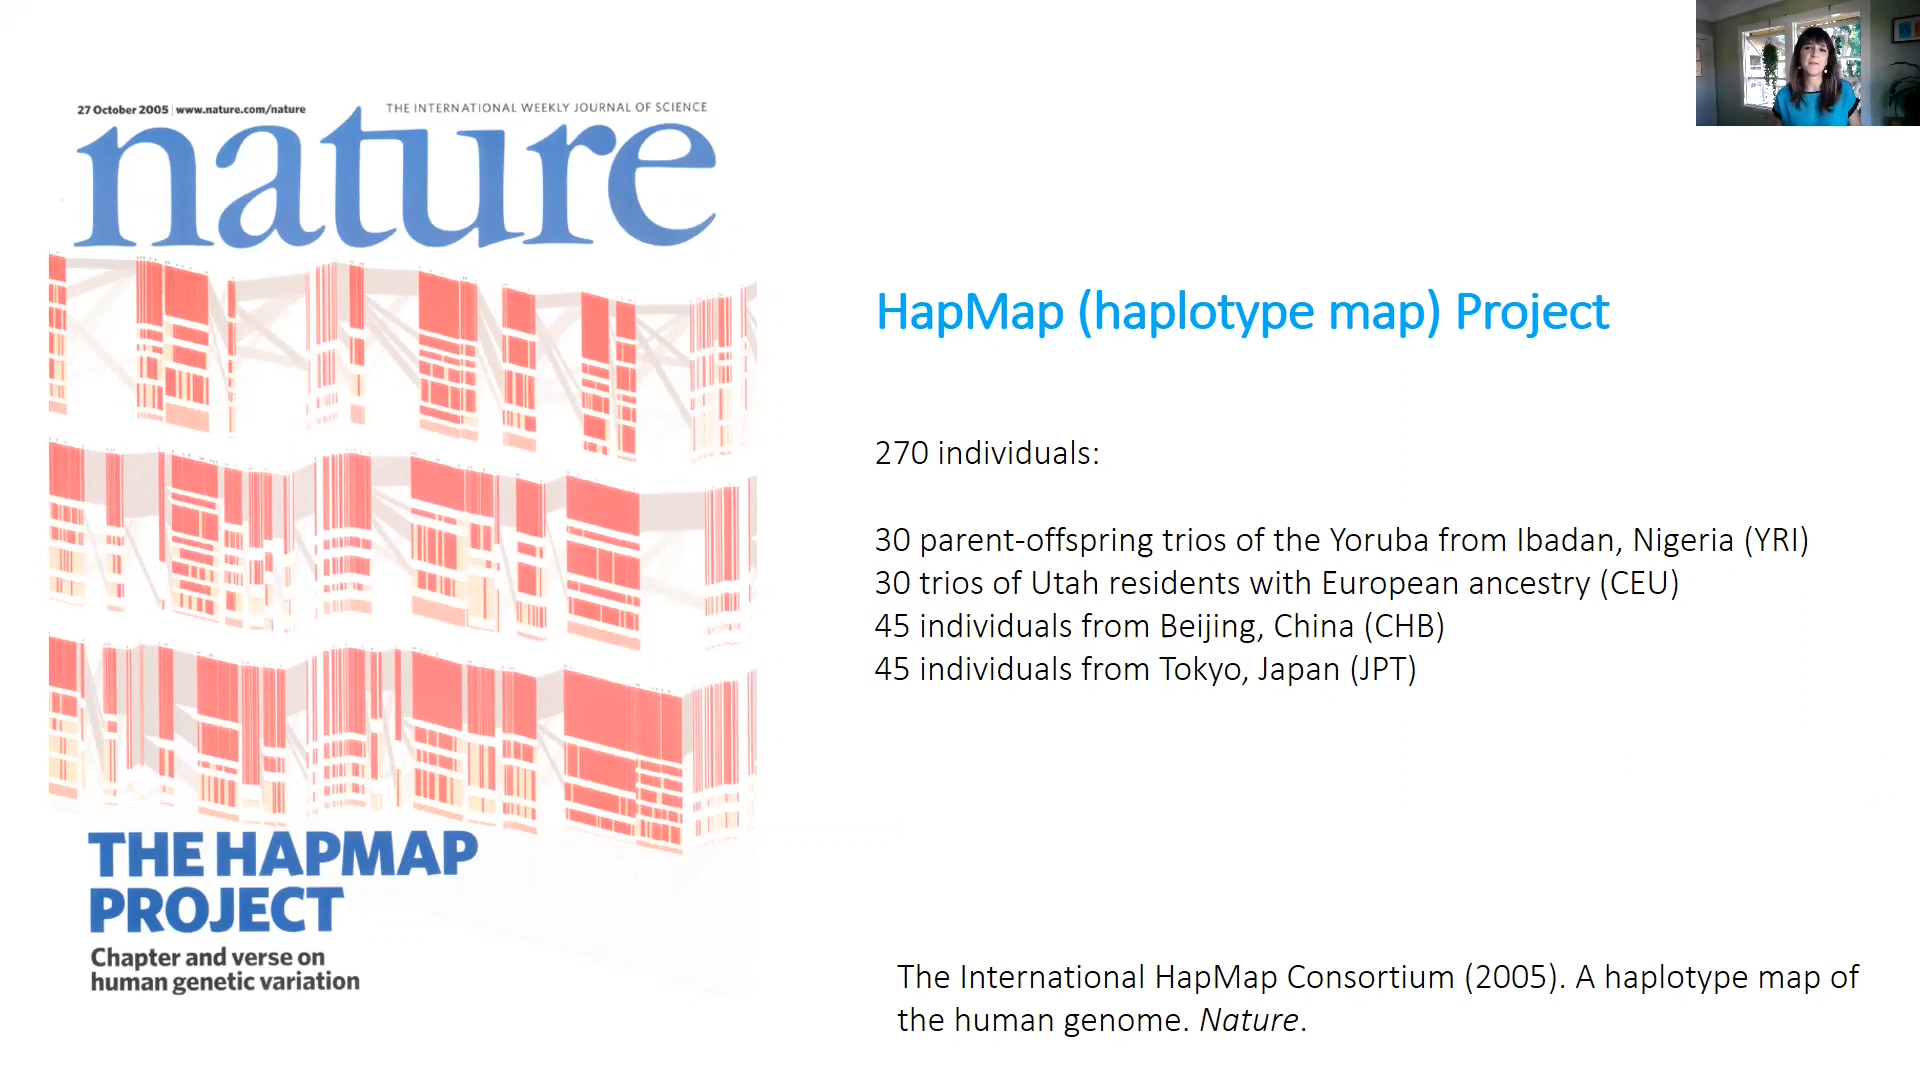 27 October 2005 | www.nature.com/nature
THE INTERNATIONAL WEEKLY JOURNAL OF SCIENCE
nature
THE HAPMAP
PROJECT
Chapter and verse on
human genetic variation
HapMap (haplotype map) Project
270 individuals:
30 parent-offspring trios of the Yoruba from Ibadan, Nigeria (YRI)
30 trios of Utah residents with European ancestry (CEU)
45 individuals from Beijing, China (CHB)
45 individuals from Tokyo, Japan (JPT)
The International HapMap Consortium (2005). A haplotype map of
the human genome. Nature.